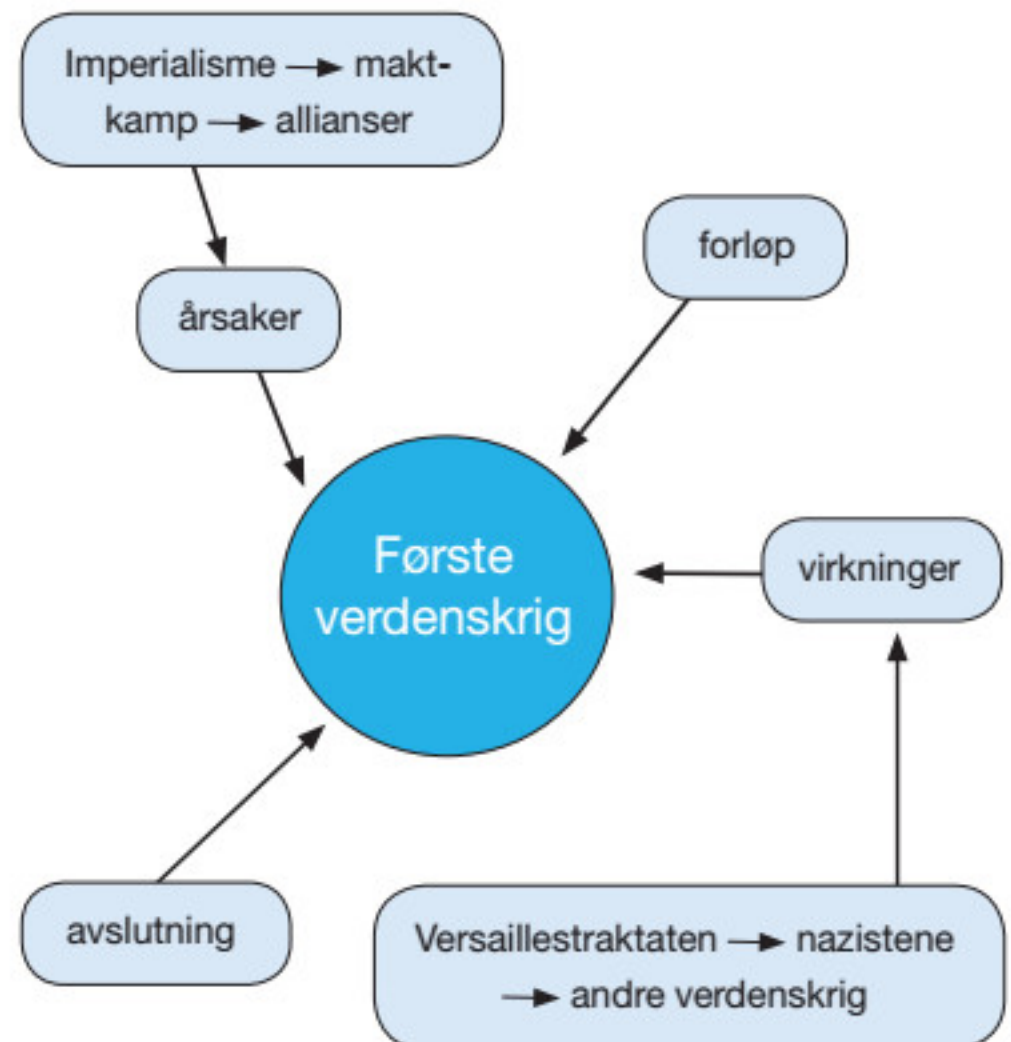 Imperialisme → makt-
kamp → allianser
forløp
årsaker
Første
verdenskrig
virkninger
avslutning
Versaillestraktaten → nazistene
→ andre verdenskrig